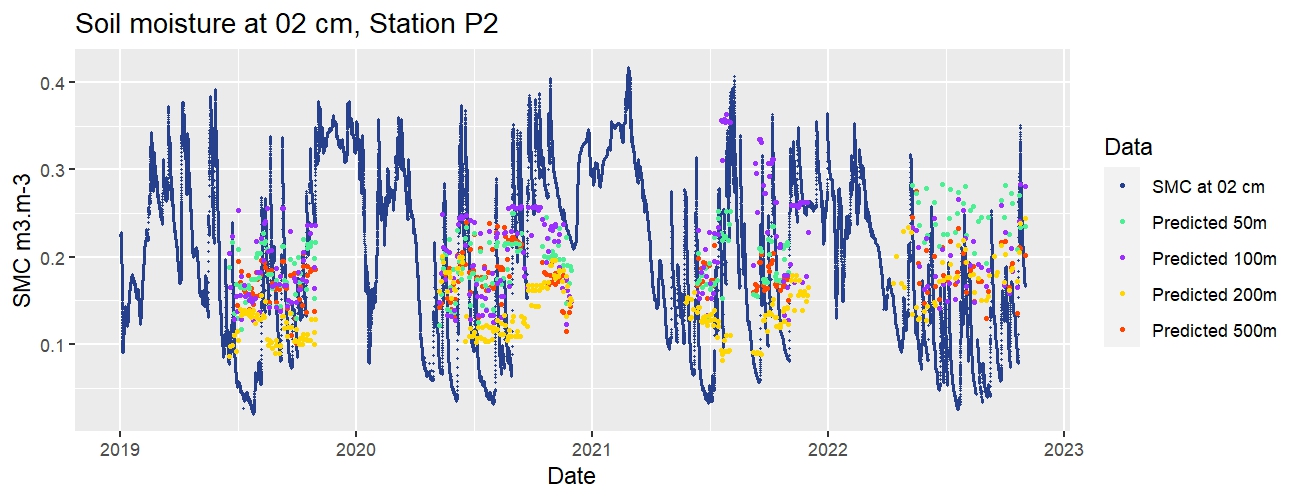 Soil moisture at 02 cm, Station P2
SMC m3.m-3
0.4
0.3
0.2
0.1
2019
2020
2021
2022
2023
Date
Data
SMC at 02 cm
Predicted 50m
Predicted 100m
Predicted 200m
Predicted 500m